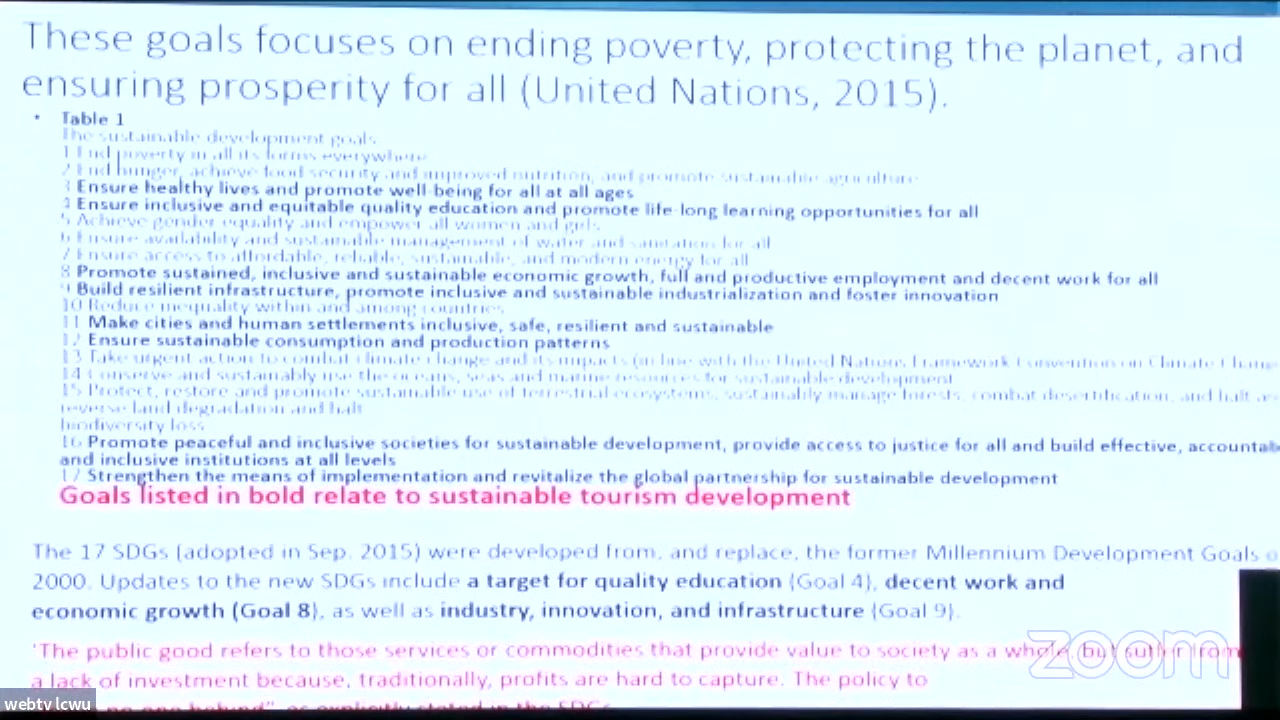 These goals focuses on ending poverty, protecting the planet, and
ensuring prosperity for all (United Nations, 2015).
• Table 1
The sustainable development goals
1 End poverty in all its forms everywhere
2 End hunger, achieve food security and improved nutrition, and promote sustainable agriculture
3 Ensure healthy lives and promote well-being for all at all ages
4 Ensure inclusive and equitable quality education and promote life-long learning opportunities for all
5 Achieve gender equality and empower all women and girls
6 Ensure availability and sustainable management of water and sanitation for all
7 Ensure access to affordable, reliable, sustainable, and modern energy for all
8 Promote sustained, inclusive and sustainable economic growth, full and productive employment and decent work for all
9 Build resilient infrastructure, promote inclusive and sustainable industrialization and foster innovation
10 Reduce inequality within and among countries
11 Make cities and human settlements inclusive, safe, resilient and sustainable
12 Ensure sustainable consumption and production patterns
13 Take urgent action to combat climate change and its impacts (in line with the United Nations Framework Convention on Climate Change
14 Conserve and sustainably use the oceans, seas and marine resources for sustainable development
15 Protect, restore and promote sustainable use of terrestrial ecosystems, sustainably manage forests, combat desertification, and halt
reverse land degradation and halt
biodiversity loss
16 Promote peaceful and inclusive societies for sustainable development, provide access to justice for all and build effective, accountab
and inclusive institutions at all levels
17 Strengthen the means of implementation and revitalize the global partnership for sustainable development
Goals listed in bold relate to sustainable tourism development
The 17 SDGs (adopted in Sep. 2015) were developed from, and replace, the former Millennium Development Goals o
2000. Updates to the new SDGs include a target for quality education (Goal 4), decent work and
economic growth (Goal 8), as well as industry, innovation, and infrastructure (Goal 9).
'The public good refers to those services or commodities that provide value to society as a whole, but suffer from
a lack of investment because, traditionally, profits are hard to capture. The policy to
no one behind", as explicitly stated in the SDGs
zoom
webtv lcwu